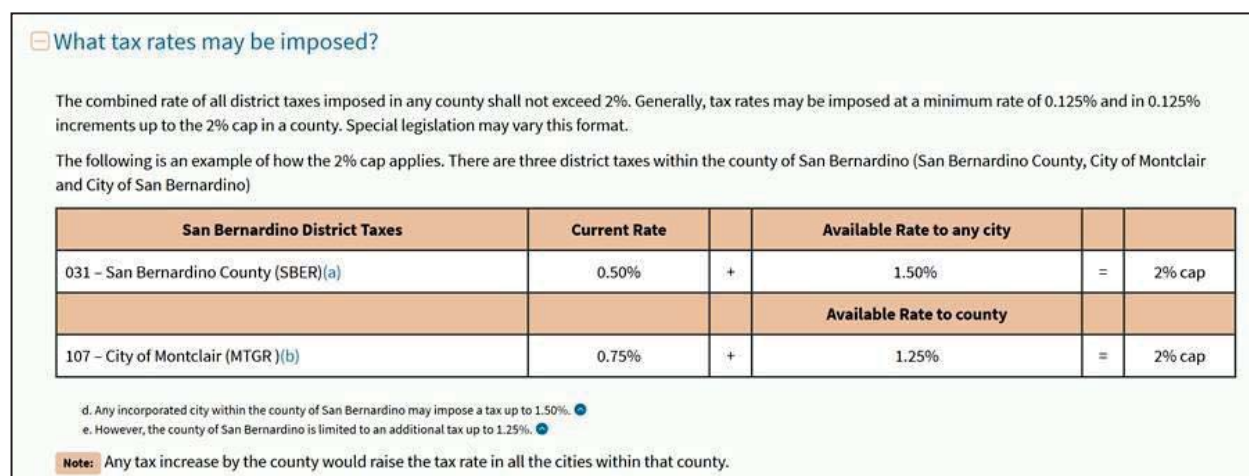 What tax rates may be imposed?
The combined rate of all district taxes imposed in any county shall not exceed 2%. Generally, tax rates may be imposed at a minimum rate of 0.125% and in 0.125%
increments up to the 2% cap in a county. Special legislation may vary this format.
The following is an example of how the 2% cap applies. There are three district taxes within the county of San Bernardino (San Bernardino County, City of Montclair
and City of San Bernardino)
San Bernardino District Taxes Current Rate Available Rate to any city
031 – San Bernardino County (SBER)(a) 0.50% + 1.50% = 2% cap
Available Rate to county
107 – City of Montclair (MTGR )(b) 0.75% + 1.25% = 2% cap
d. Any incorporated city within the county of San Bernardino may impose a tax up to 1.50%.
e. However, the county of San Bernardino is limited to an additional tax up to 1.25%.
Note: Any tax increase by the county would raise the tax rate in all the cities within that county.